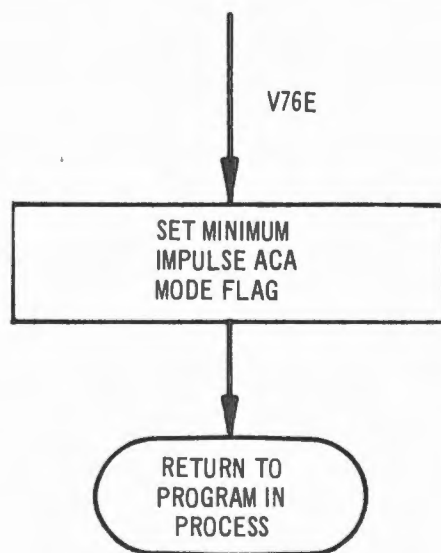 V76E
SET MINIMUM
IMPULSE ACA
MODE FLAG
RETURN TO
PROGRAM IN
PROCESS